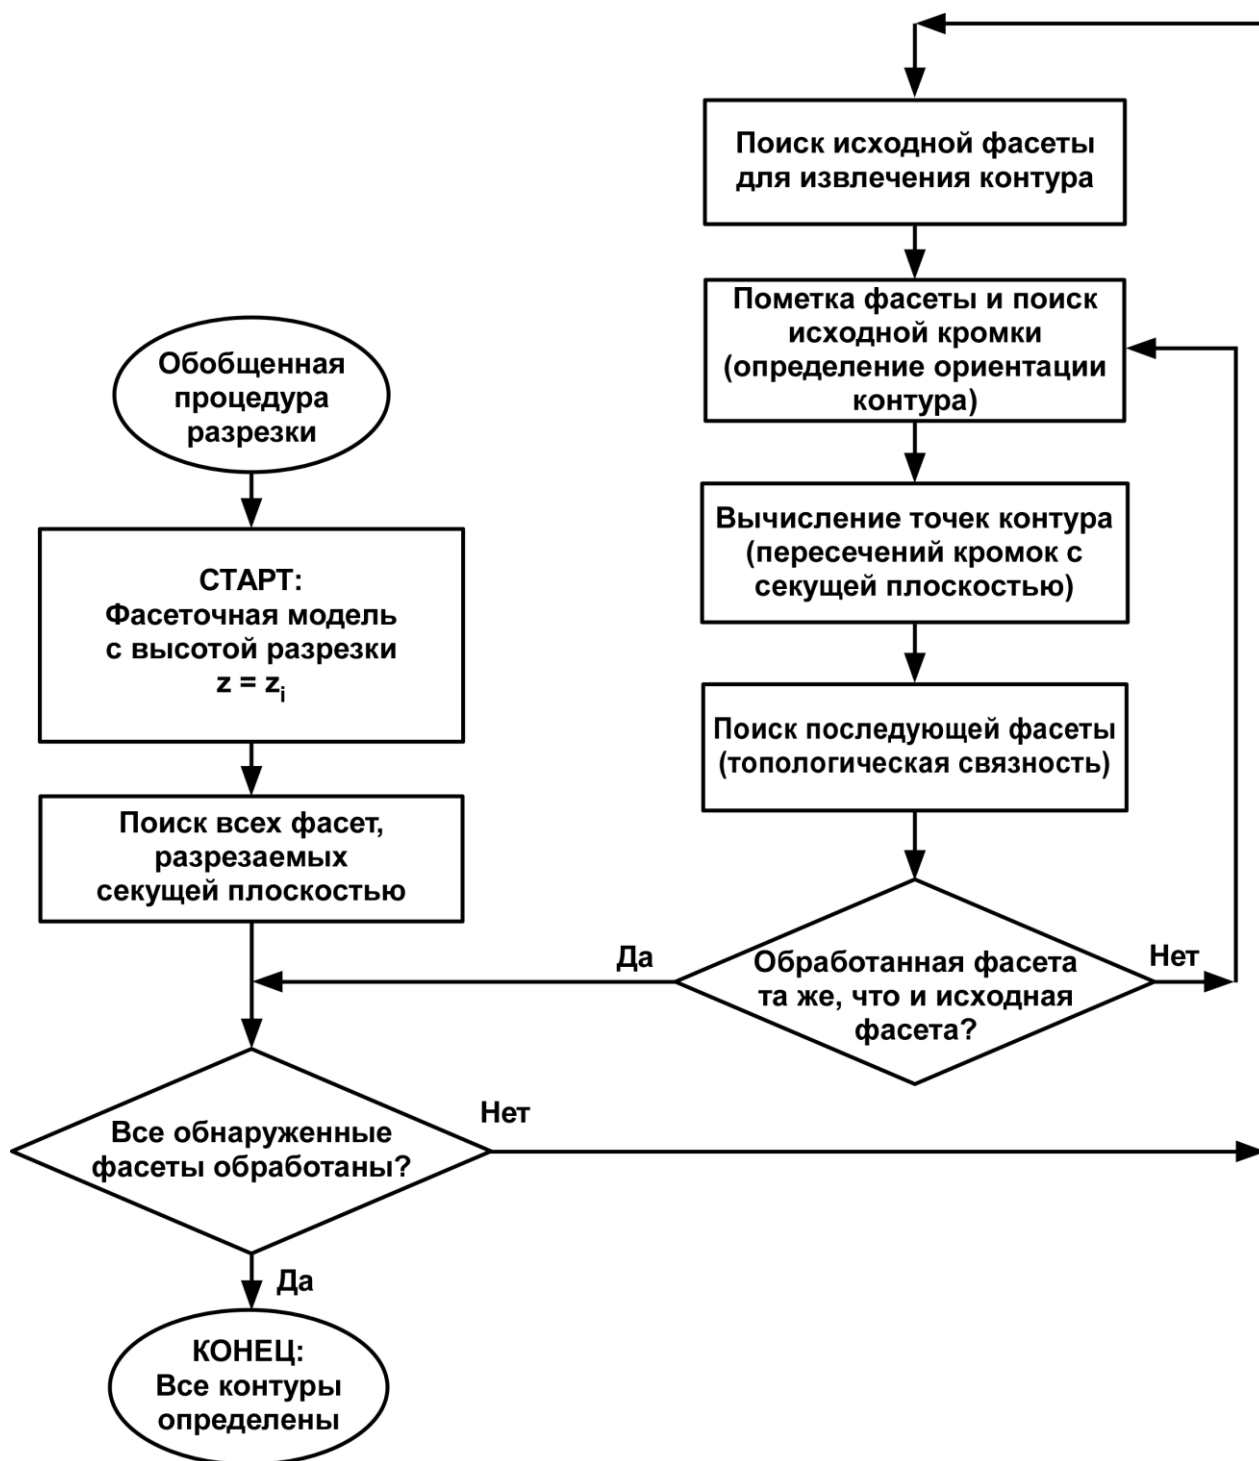 Обобщенная
процедура
разрезки
СТАРТ:
Фасеточная модель
с высотой разрезки
z = zi
Поиск всех фасет,
разрезаемых
секущей плоскостью
Все обнаруженные
фасеты обработаны?
Нет
Да
КОНЕЦ:
Все контуры
определены
Поиск исходной фасеты
для извлечения контура
Пометка фасеты и поиск
исходной кромки
(определение ориентации
контура)
Вычисление точек контура
(пересечений кромок с
секущей плоскостью)
Поиск последующей фасеты
(топологическая связность)
Обработанная фасета
та же, что и исходная
фасета?
Да
Нет